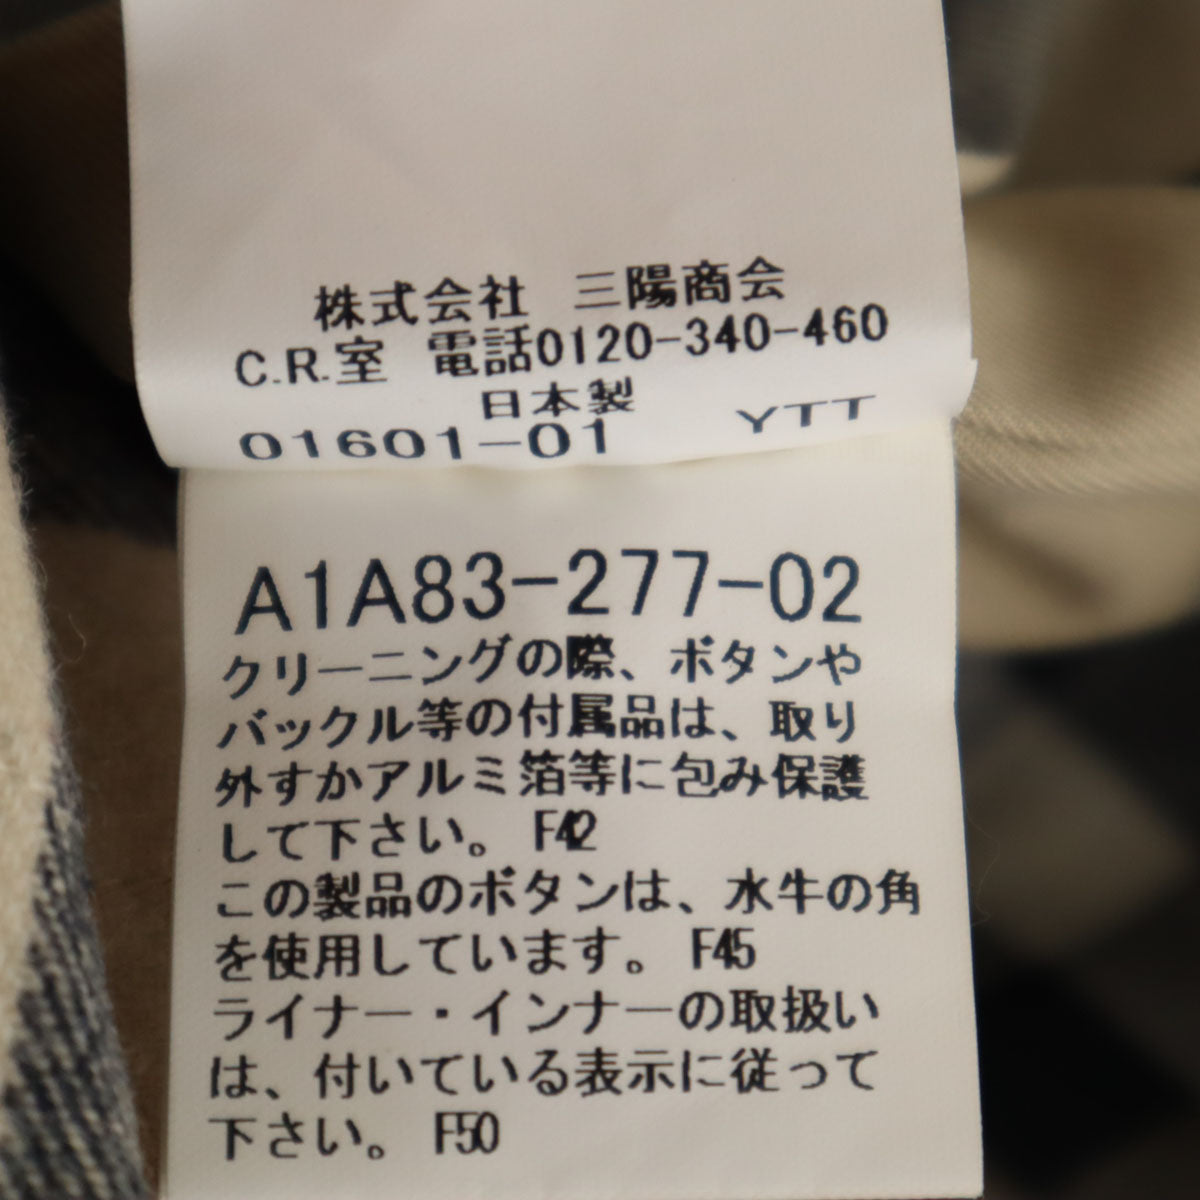 株式会社 三陽商会
C.R.室 電話0120-340-460
日本製
01601-01 YTT
A1A83-277-02
クリーニングの際、ボタンや
バックル等の付属品は、取り
外すかアルミ箔等に包み保護
して下さい。 F42
この製品のボタンは、水牛の角
を使用しています。 F45
ライナー・インナーの取扱い
は、付いている表示に従って
下さい。 F50